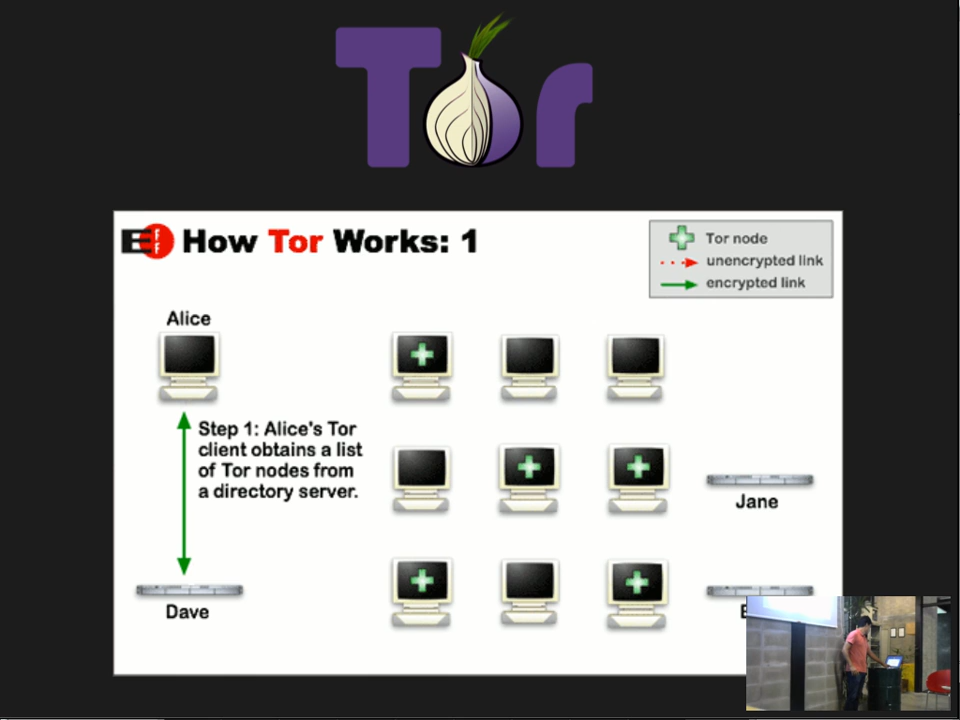 Tor
EFF How Tor Works: 1
Tor node
unencrypted link
encrypted link
Alice
Step 1: Alice's Tor
client obtains a list
of Tor nodes from
a directory server.
Jane
Dave